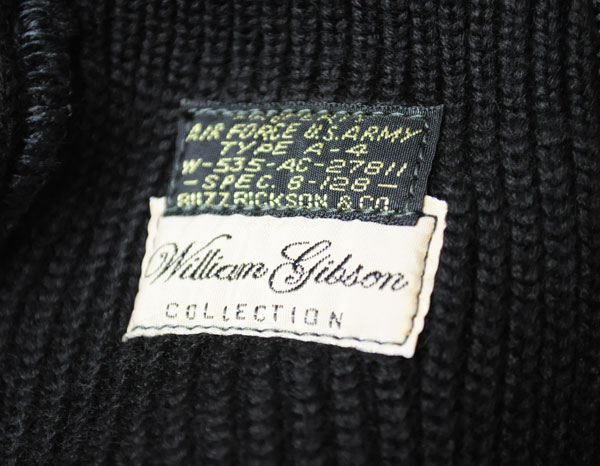 AIR FORCE U.S. ARMY
TYPE A-4
W-535-AC-27811
- SPEC. 8-128 -
BUZZ RICKSON & CO.
William Gibson
COLLECTION